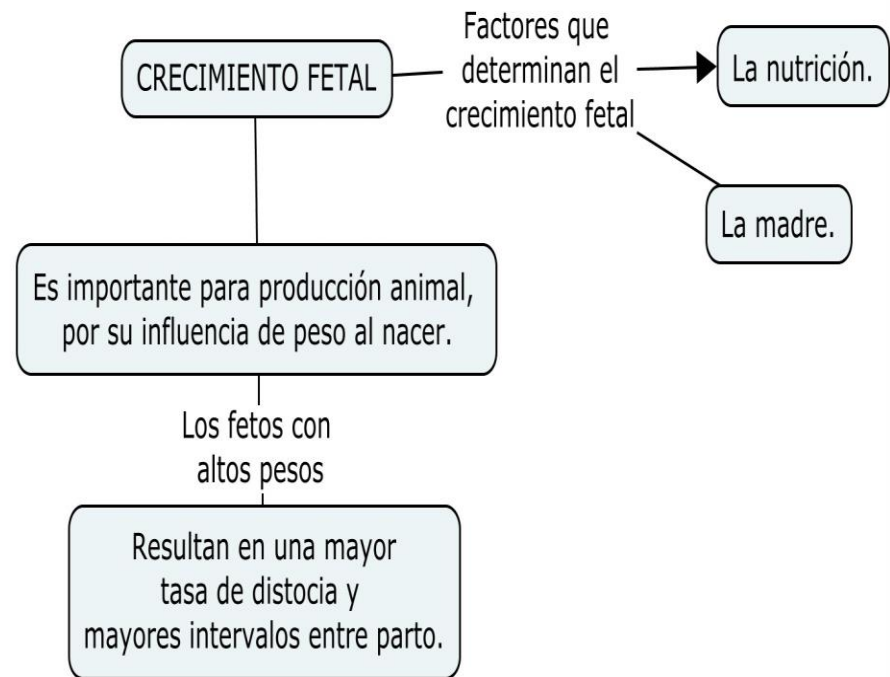 CRECIMIENTO FETAL
Factores que
determinan el
crecimiento fetal
La nutrición.
La madre.
Es importante para producción animal,
por su influencia de peso al nacer.
Los fetos con
altos pesos
Resultan en una mayor
tasa de distocia y
mayores intervalos entre parto.